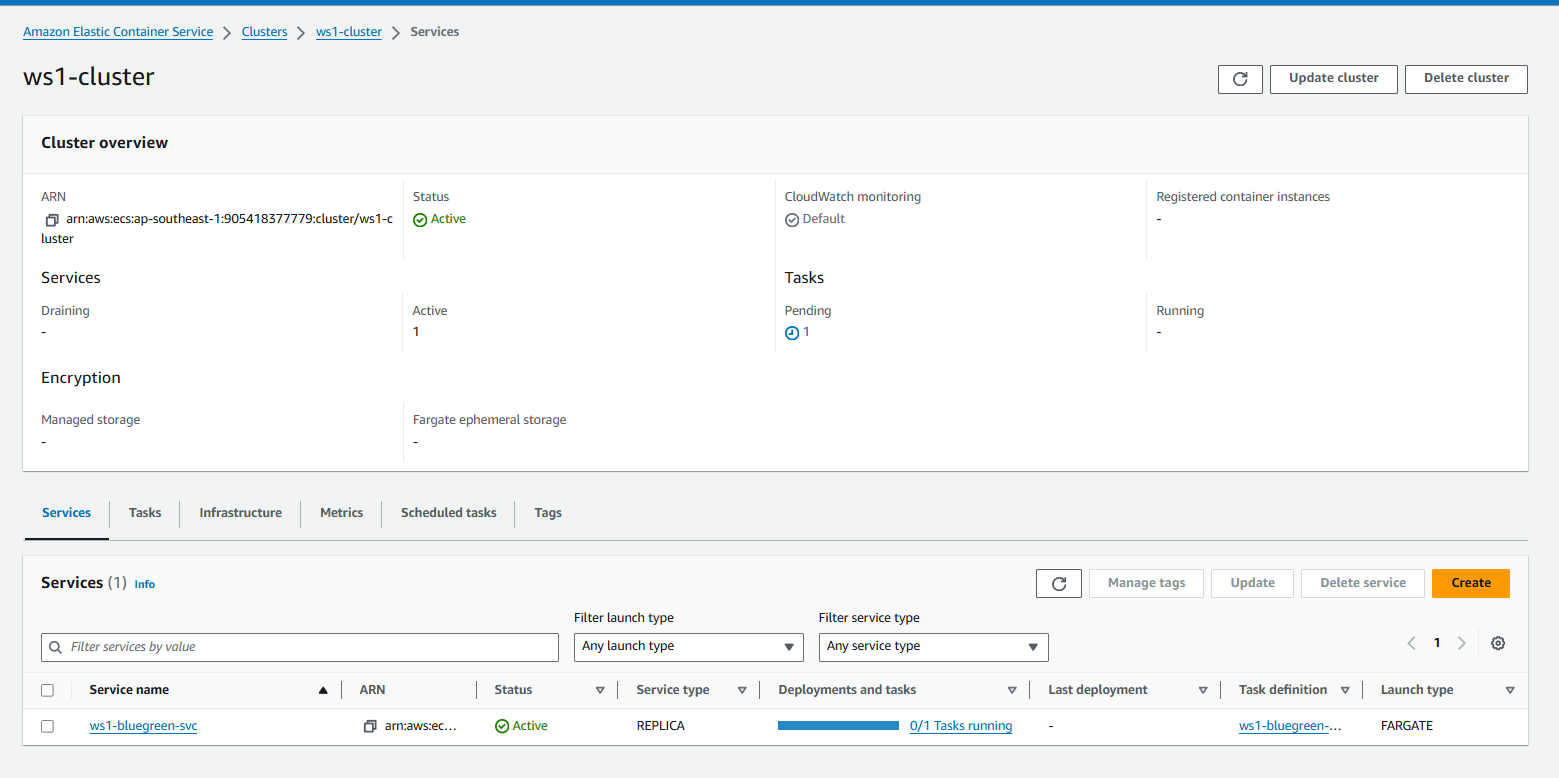 Amazon Elastic Container Service > Clusters > ws1-cluster > Services
ws1-cluster
Update cluster
Delete cluster
Cluster overview
ARN
arn:aws:ecs:ap-southeast-1:905418377779:cluster/ws1-c
luster
Status
Active
CloudWatch monitoring
Default
Registered container instances
-
Services
Draining
-
Active
1
Tasks
Pending
1
Running
-
Encryption
Managed storage
-
Fargate ephemeral storage
-
Services Tasks Infrastructure Metrics Scheduled tasks Tags
Services (1) Info
Manage tags Update Delete service Create
Filter launch type
Filter service type
Filter services by value
Any launch type
Any service type
1
Service name ARN Status Service type Deployments and tasks Last deployment Task definition Launch type
ws1-bluegreen-svc arn:aws:ec... Active REPLICA 0/1 Tasks running - ws1-bluegreen-... FARGATE